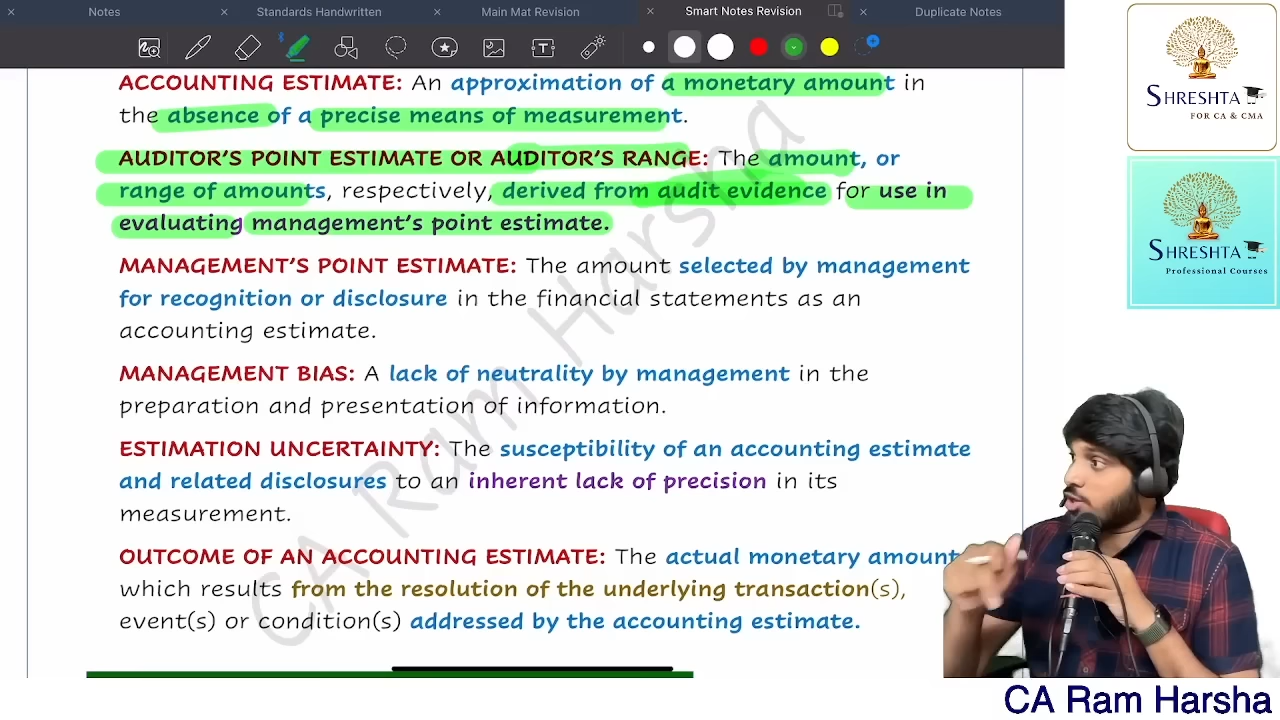 Notes
Standards Handwritten
Main Mat Revision
Smart Notes Revision
Duplicate Notes
ACCOUNTING ESTIMATE: An approximation of a monetary amount in
the absence of a precise means of measurement.
AUDITOR'S POINT ESTIMATE OR AUDITOR'S RANGE: The amount, or
range of amounts, respectively, derived from audit evidence for use in
evaluating management's point estimate.
MANAGEMENT'S POINT ESTIMATE: The amount selected by management
for recognition or disclosure in the financial statements as an
accounting estimate.
MANAGEMENT BIAS: A lack of neutrality by management in the
preparation and presentation of information.
ESTIMATION UNCERTAINTY: The susceptibility of an accounting estimate
and related disclosures to an inherent lack of precision in its
measurement.
OUTCOME OF AN ACCOUNTING ESTIMATE: The actual monetary amount
which results from the resolution of the underlying transaction(s),
event(s) or condition(s) addressed by the accounting estimate.
CA Ram Harsha
SHRESHTA
FOR CA & CMA
SHRESHTA
Professional Courses
CA Ram Harsha